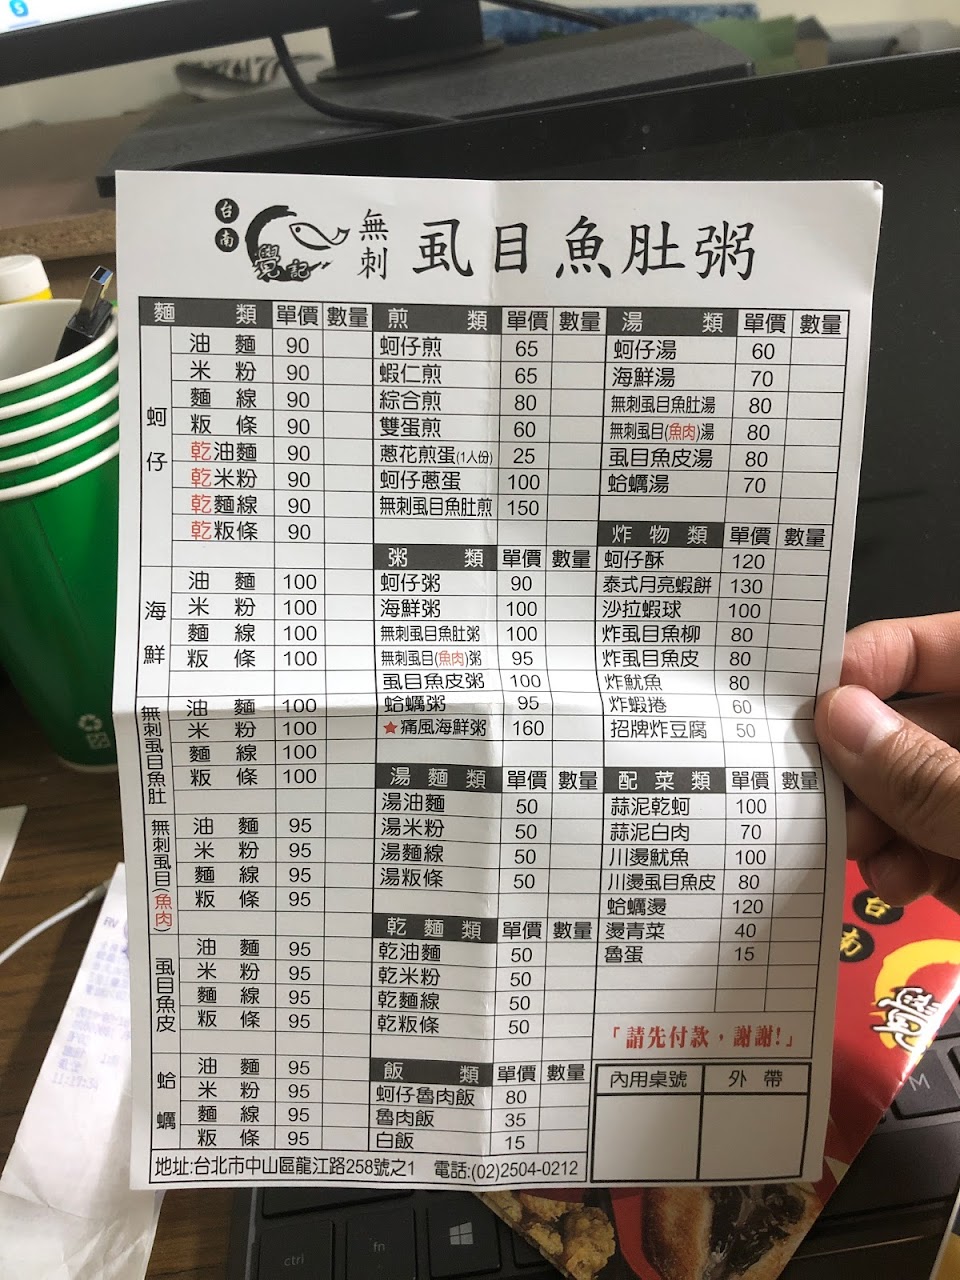 台南
覺記
無刺
虱目魚肚粥
麵類 單價 數量
蚵仔
油麵 90
米粉 90
麵線 90
粄條 90
乾油麵 90
乾米粉 90
乾麵線 90
乾粄條 90
海鮮
油麵 100
米粉 100
麵線 100
粄條 100
無刺虱目魚肚
油麵 100
米粉 100
麵線 100
粄條 100
無刺虱目(魚肉)
油麵 95
米粉 95
麵線 95
粄條 95
虱目魚皮
油麵 95
米粉 95
麵線 95
粄條 95
蛤蠣
油麵 95
米粉 95
麵線 95
粄條 95
煎類 單價 數量
蚵仔煎 65
蝦仁煎 65
綜合煎 80
雙蛋煎 60
蔥花煎蛋(1人份) 25
蚵仔蔥蛋 100
無刺虱目魚肚煎 150
粥類 單價 數量
蚵仔粥 90
海鮮粥 100
無刺虱目魚肚粥 100
無刺虱目(魚肉)粥 95
虱目魚皮粥 100
蛤蠣粥 95
★痛風海鮮粥 160
湯麵類 單價 數量
湯油麵 50
湯米粉 50
湯麵線 50
湯粄條 50
乾麵類 單價 數量
乾油麵 50
乾米粉 50
乾麵線 50
乾粄條 50
飯類 單價 數量
蚵仔魯肉飯 80
魯肉飯 35
白飯 15
湯類 單價 數量
蚵仔湯 60
海鮮湯 70
無刺虱目魚肚湯 80
無刺虱目(魚肉)湯 80
虱目魚皮湯 80
蛤蠣湯 70
炸物類 單價 數量
蚵仔酥 120
泰式月亮蝦餅 130
沙拉蝦球 100
炸虱目魚柳 80
炸虱目魚皮 80
炸魷魚 80
炸蝦捲 60
招牌炸豆腐 50
配菜類 單價 數量
蒜泥乾蚵 100
蒜泥白肉 70
川燙魷魚 100
川燙虱目魚皮 80
蛤蠣燙 120
燙青菜 40
魯蛋 15
「請先付款，謝謝!」
內用桌號 外帶
地址:台北市中山區龍江路258號之1 電話:(02)2504-0212
台南
覺
M
ctrl
fn